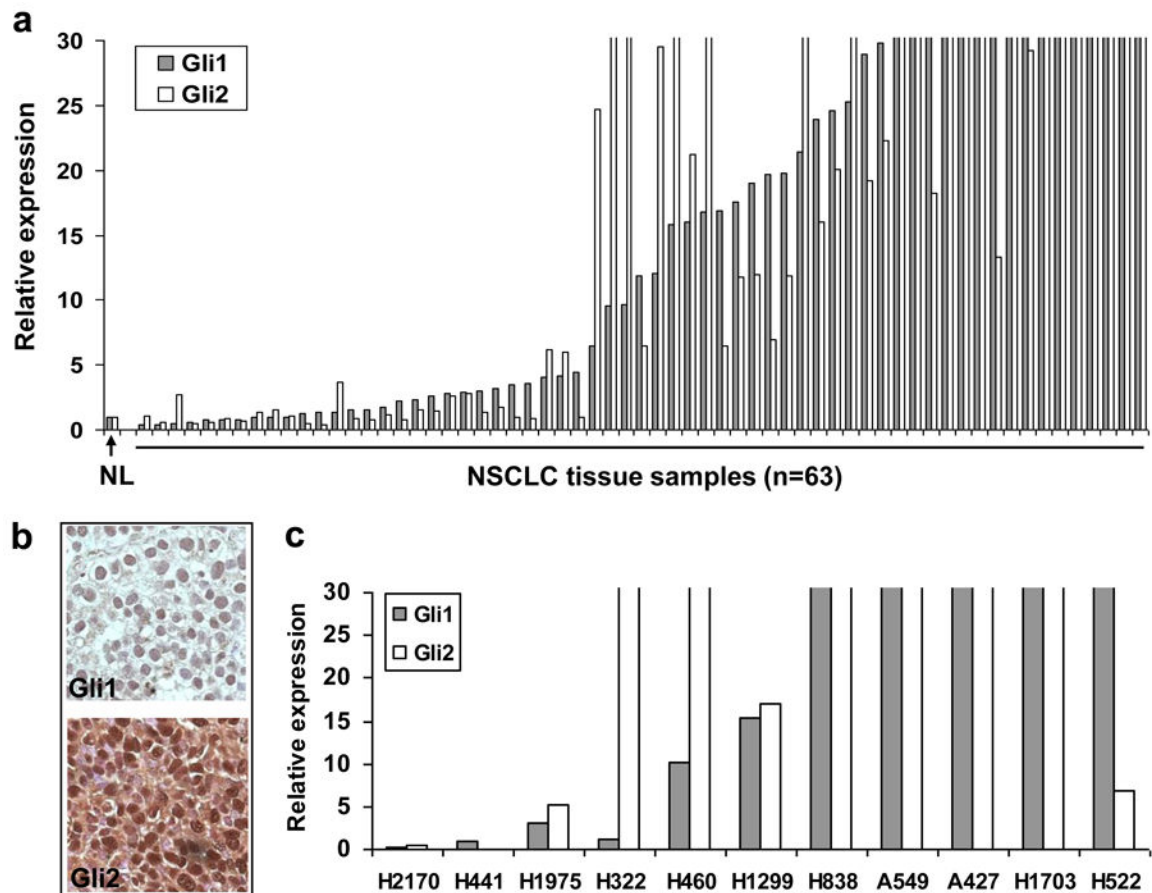 a
30
25
20
15
10
5
0
Relative expression
Gli1
Gli2
NL
NSCLC tissue samples (n=63)
b
Gli1
Gli2
c
30
25
20
15
10
5
0
Relative expression
Gli1
Gli2
H2170 H441 H1975 H322 H460 H1299 H838 A549 A427 H1703 H522